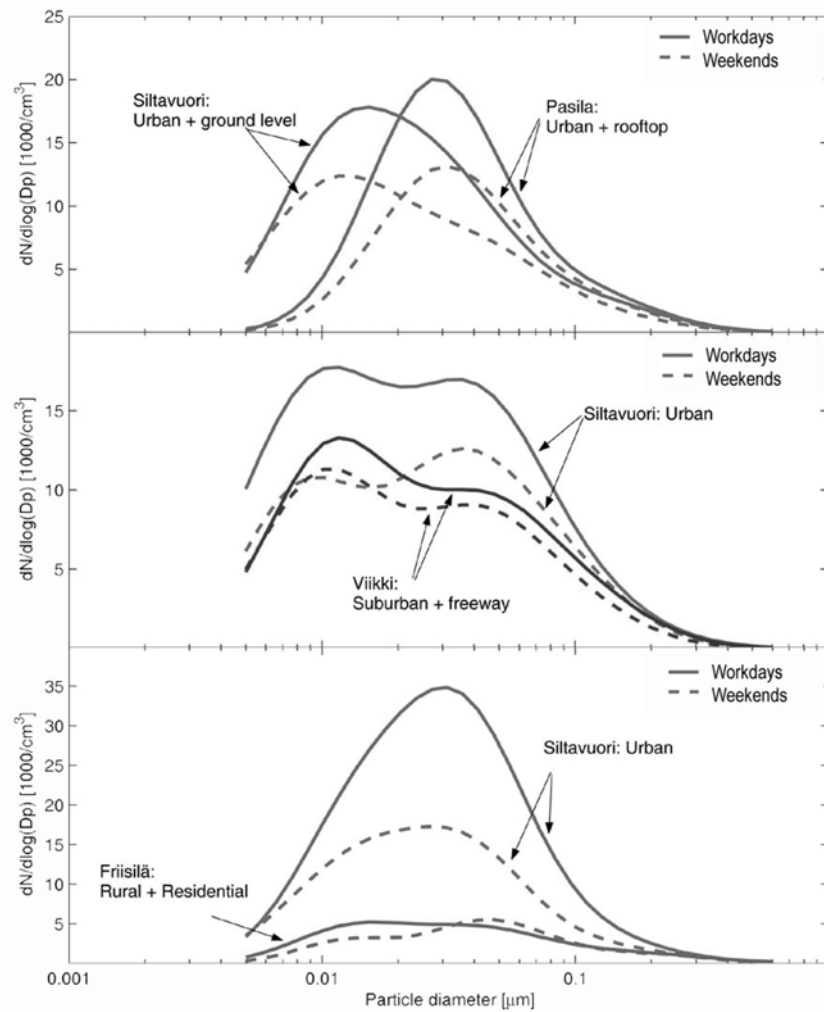 Workdays
Weekends
20
15
10
5
dN/dlog(Dp) [1000/cm³]
Siltavuori:
Urban + ground level
Pasila:
Urban + rooftop
Workdays
Weekends
15
10
5
dN/dlog(Dp) [1000/cm³]
Siltavuori: Urban
Viikki:
Suburban + freeway
Workdays
Weekends
35
30
25
20
15
10
5
dN/dlog(Dp) [1000/cm³]
Siltavuori: Urban
Friisilä:
Rural + Residential
0.001
0.01
0.1
Particle diameter [µm]